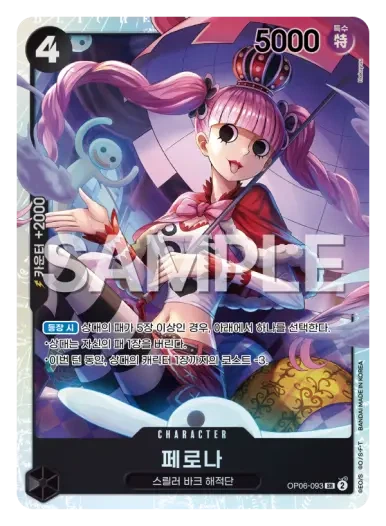 4
5000
특수
特
카운터 +2000
SAMPLE
등장 시 상대의 패가 5장 이상인 경우, 아래에서 하나를 선택한다.
•상대는 자신의 패 1장을 버린다.
•이번 턴 동안, 상대의 캐릭터 1장까지의 코스트 -3.
BANDAI MADE IN KOREA
©E.O/S ©O/S·F·T
CHARACTER
페로나
스릴러 바크 해적단
OP06-093 SR 2